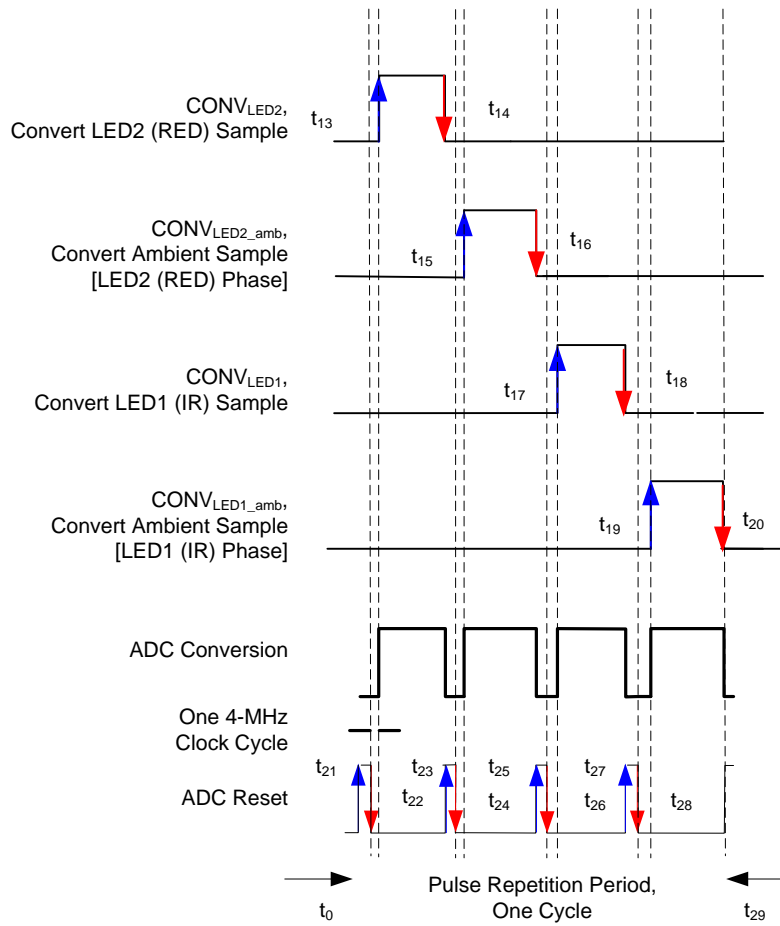 CONVLED2,
Convert LED2 (RED) Sample
t13
t14
CONVLED2_amb,
Convert Ambient Sample
[LED2 (RED) Phase]
t15
t16
CONVLED1,
Convert LED1 (IR) Sample
t17
t18
CONVLED1_amb,
Convert Ambient Sample
[LED1 (IR) Phase]
t19
t20
ADC Conversion
One 4-MHz
Clock Cycle
t21
t23
t25
t27
ADC Reset
t22
t24
t26
t28
Pulse Repetition Period,
One Cycle
t0
t29